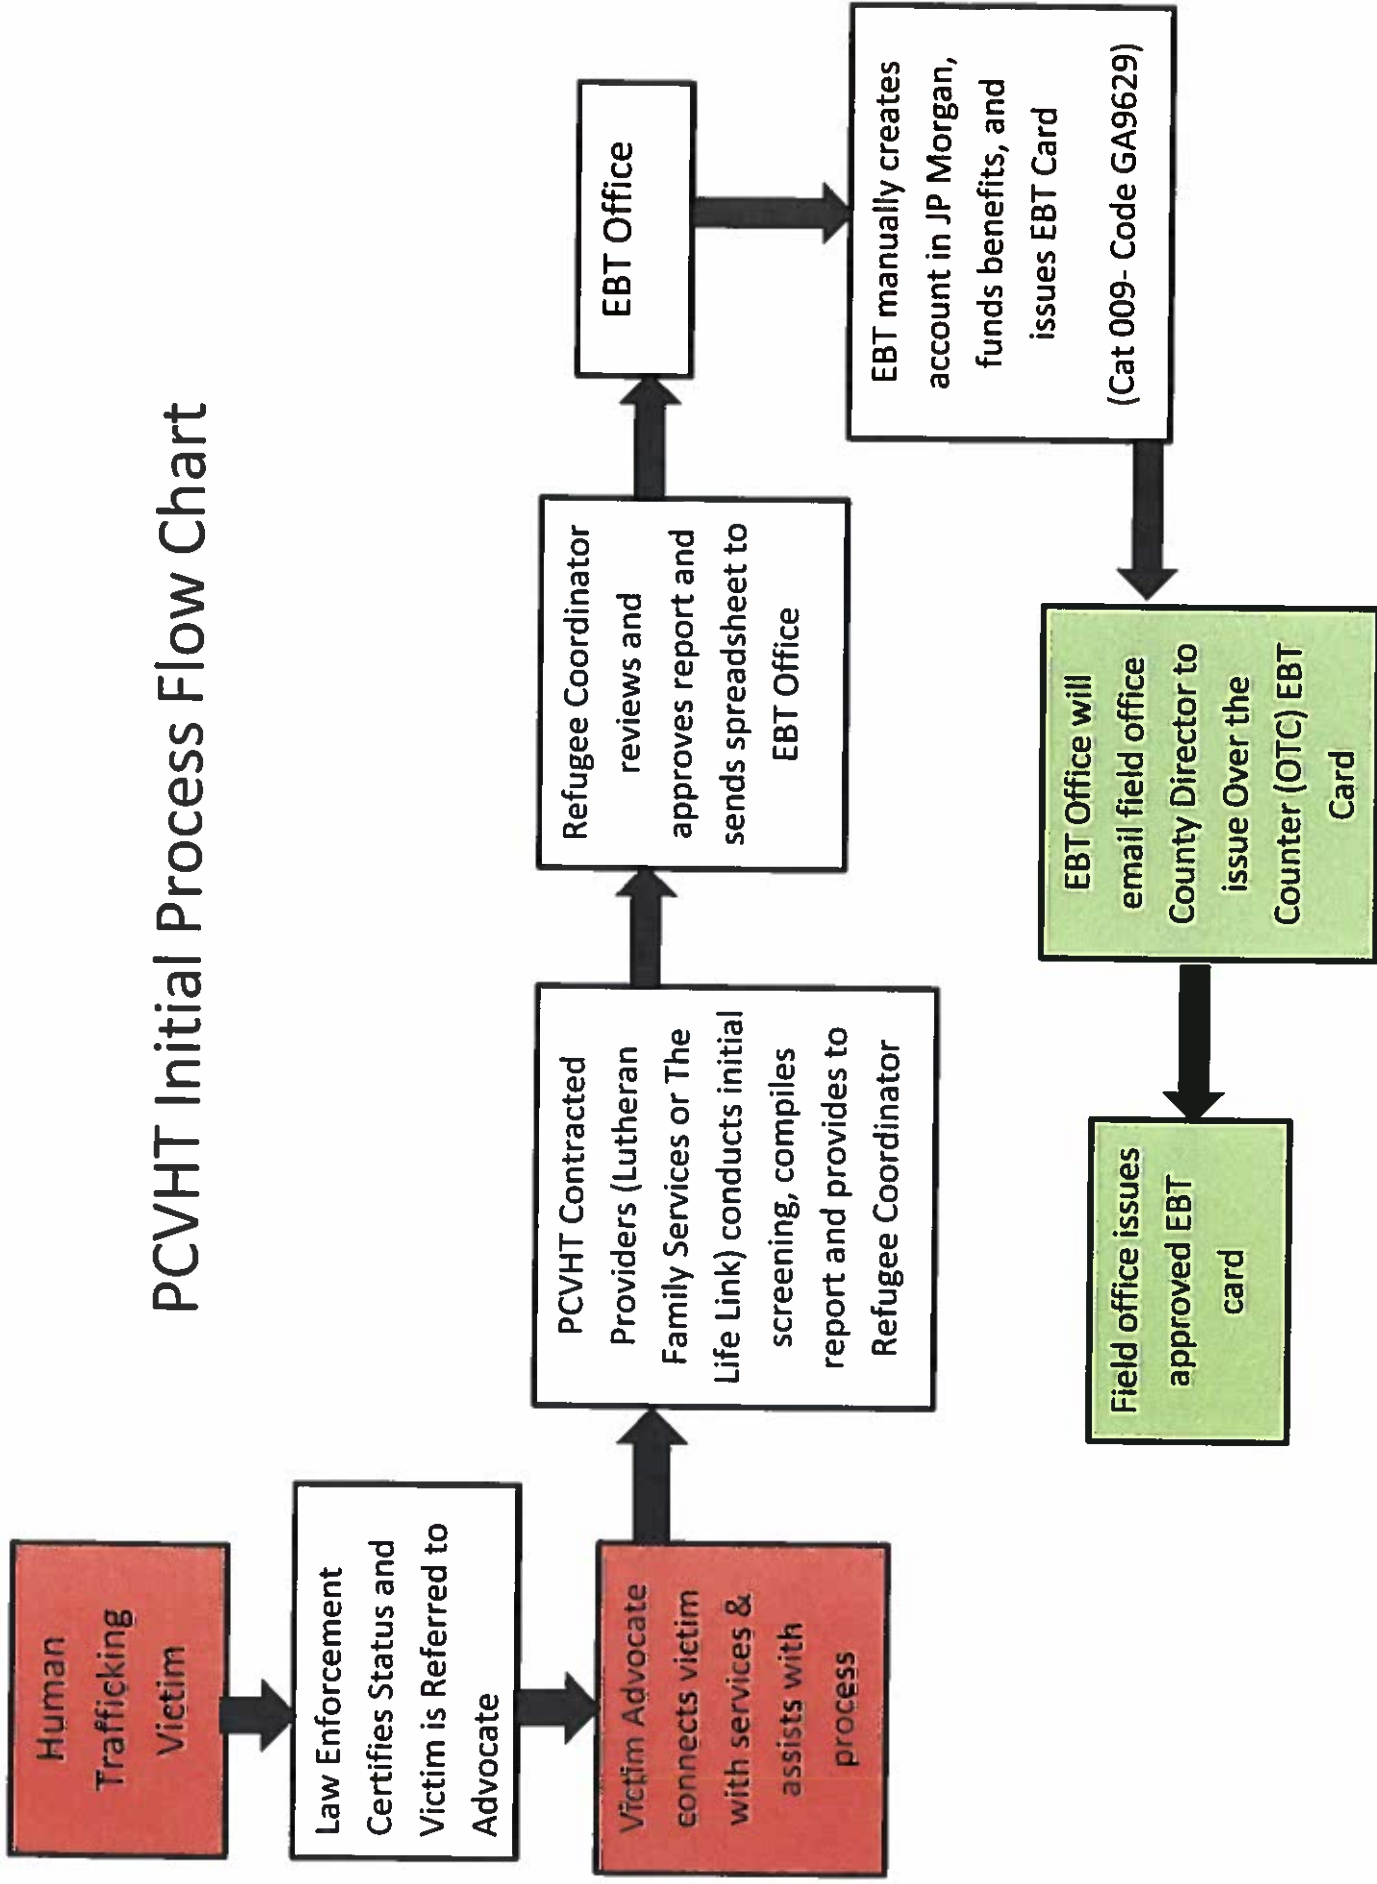 PCVHT Initial Process Flow Chart
Human
Trafficking
Victim
Law Enforcement
Certifies Status and
Victim is Referred to
Advocate
Victim Advocate
connects victim
with services &
assists with
process
PCVHT Contracted
Providers (Lutheran
Family Services or The
Life Link) conducts initial
screening, compiles
report and provides to
Refugee Coordinator
Refugee Coordinator
reviews and
approves report and
sends spreadsheet to
EBT Office
EBT Office
EBT manually creates
account in JP Morgan,
funds benefits, and
issues EBT Card
(Cat 009- Code GA9629)
EBT Office will
email field office
County Director to
issue Over the
Counter (OTC) EBT
Card
Field office issues
approved EBT
card